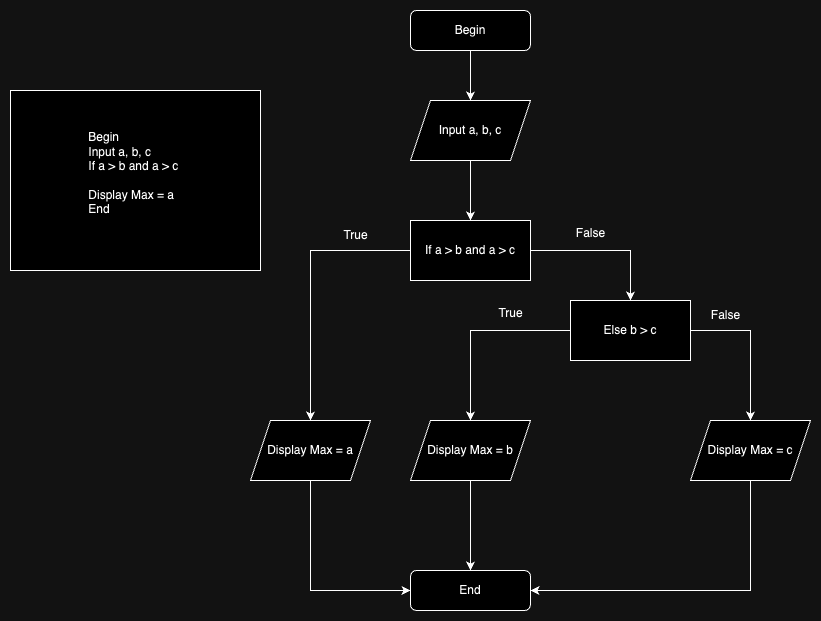 Begin
Input a, b, c
Begin
Input a, b, c
If a > b and a > c
Display Max = a
End
If a > b and a > c
True
False
Else b > c
True
False
Display Max = a
Display Max = b
Display Max = c
End